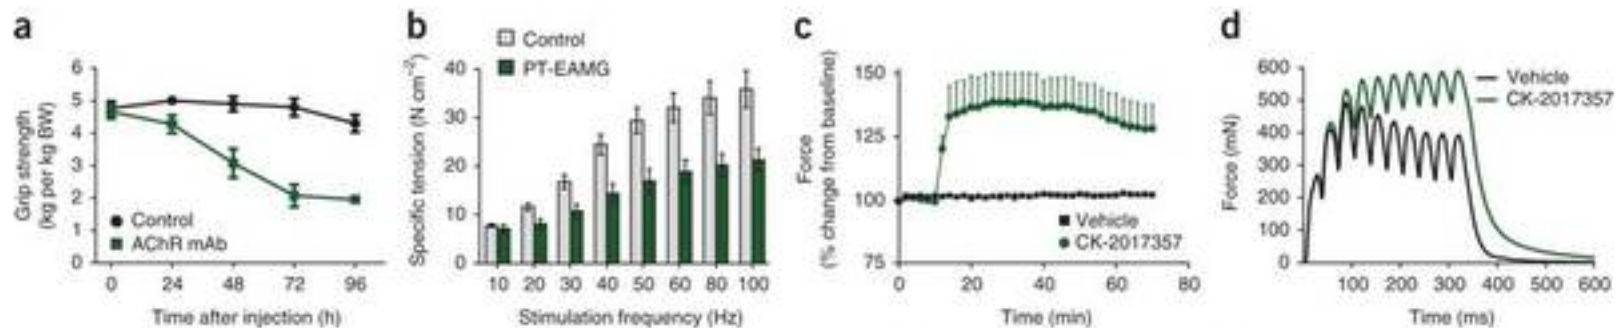 a
Grip strength
(kg per kg BW)
6
5
4
3
2
1
0
Control
AChR mAb
0 24 48 72 96
Time after injection (h)
b
Specific tension (N cm⁻²)
40
30
20
10
0
Control
PT-EAMG
10 20 30 40 50 60 80 100
Stimulation frequency (Hz)
c
Force
(% change from baseline)
150
125
100
75
Vehicle
CK-2017357
0 20 40 60 80
Time (min)
d
Force (mN)
600
500
400
300
200
100
0
Vehicle
CK-2017357
100 200 300 400 500 600
Time (ms)